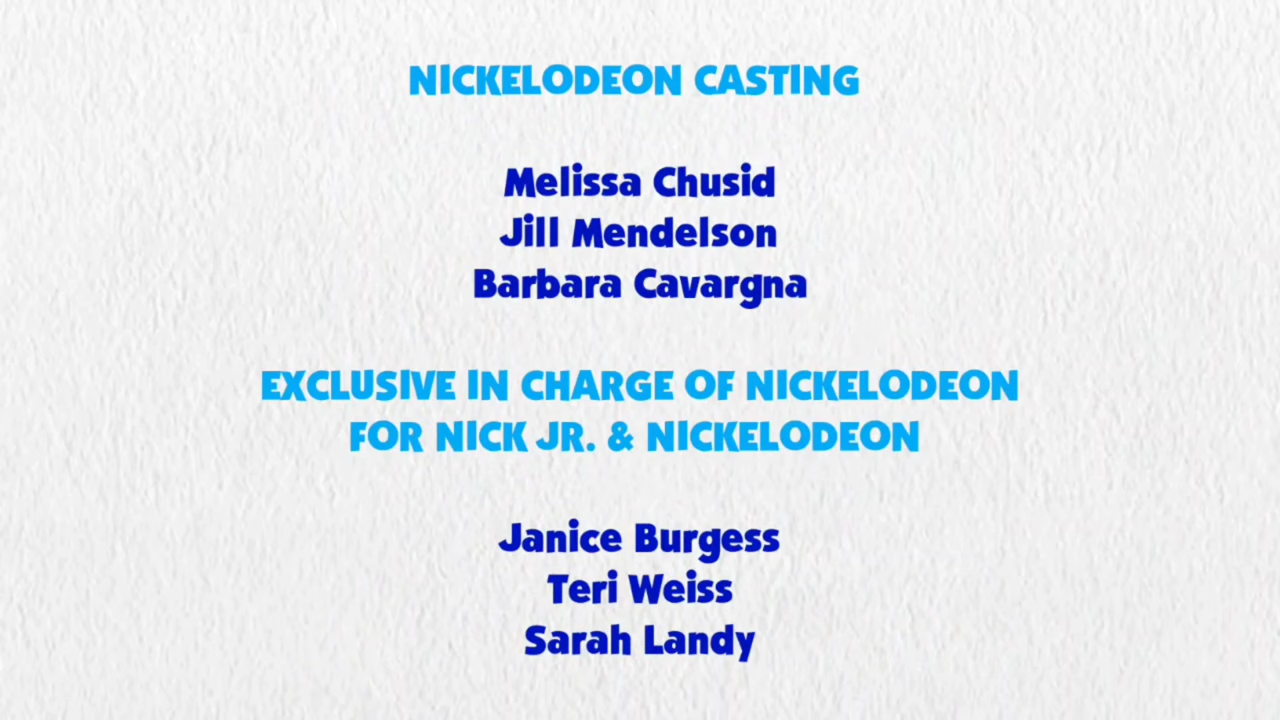 NICKELODEON CASTING
Melissa Chusid
Jill Mendelson
Barbara Cavargna
EXCLUSIVE IN CHARGE OF NICKELODEON
FOR NICK JR. & NICKELODEON
Janice Burgess
Teri Weiss
Sarah Landy